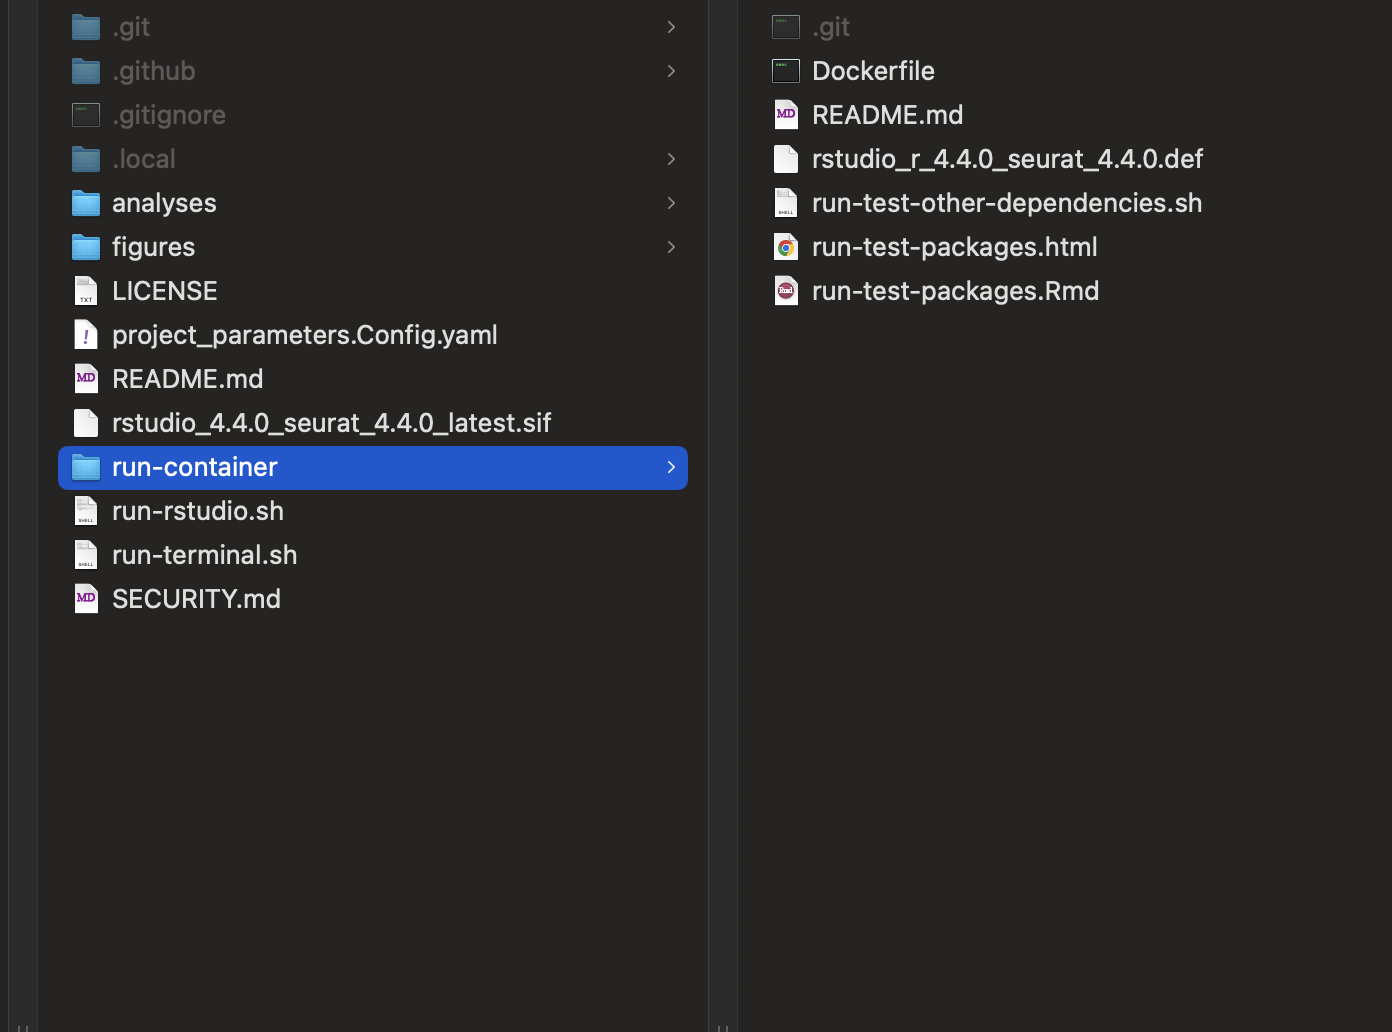 .git
.github
.gitignore
.local
analyses
figures
LICENSE
project_parameters.Config.yaml
README.md
rstudio_4.4.0_seurat_4.4.0_latest.sif
run-container
run-rstudio.sh
run-terminal.sh
SECURITY.md
.git
Dockerfile
README.md
rstudio_r_4.4.0_seurat_4.4.0.def
run-test-other-dependencies.sh
run-test-packages.html
run-test-packages.Rmd